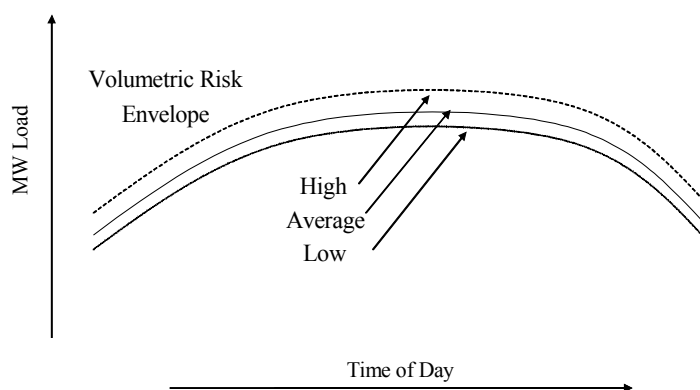 Volumetric Risk
Envelope
MW Load
High
Average
Low
Time of Day